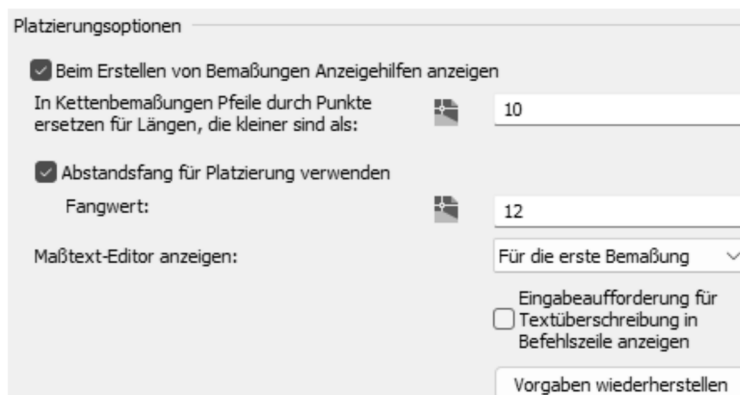 Platzierungsoptionen
Beim Erstellen von Bemaßungen Anzeigehilfen anzeigen
In Kettenbemaßungen Pfeile durch Punkte
ersetzen für Längen, die kleiner sind als:
10
Abstandsfang für Platzierung verwenden
Fangwert:
12
Maßtext-Editor anzeigen:
Für die erste Bemaßung
Eingabeaufforderung für
Textüberschreibung in
Befehlszeile anzeigen
Vorgaben wiederherstellen